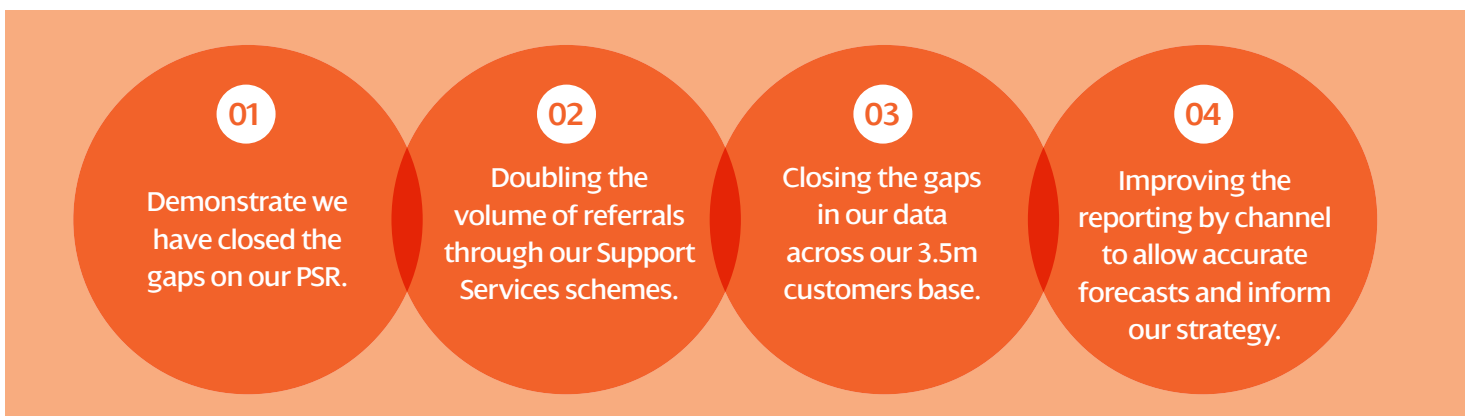 01
Demonstrate we
have closed the
gaps on our PSR.
02
Doubling the
volume of referrals
through our Support
Services schemes.
03
Closing the gaps
in our data
across our 3.5m
customers base.
04
Improving the
reporting by channel
to allow accurate
forecasts and inform
our strategy.